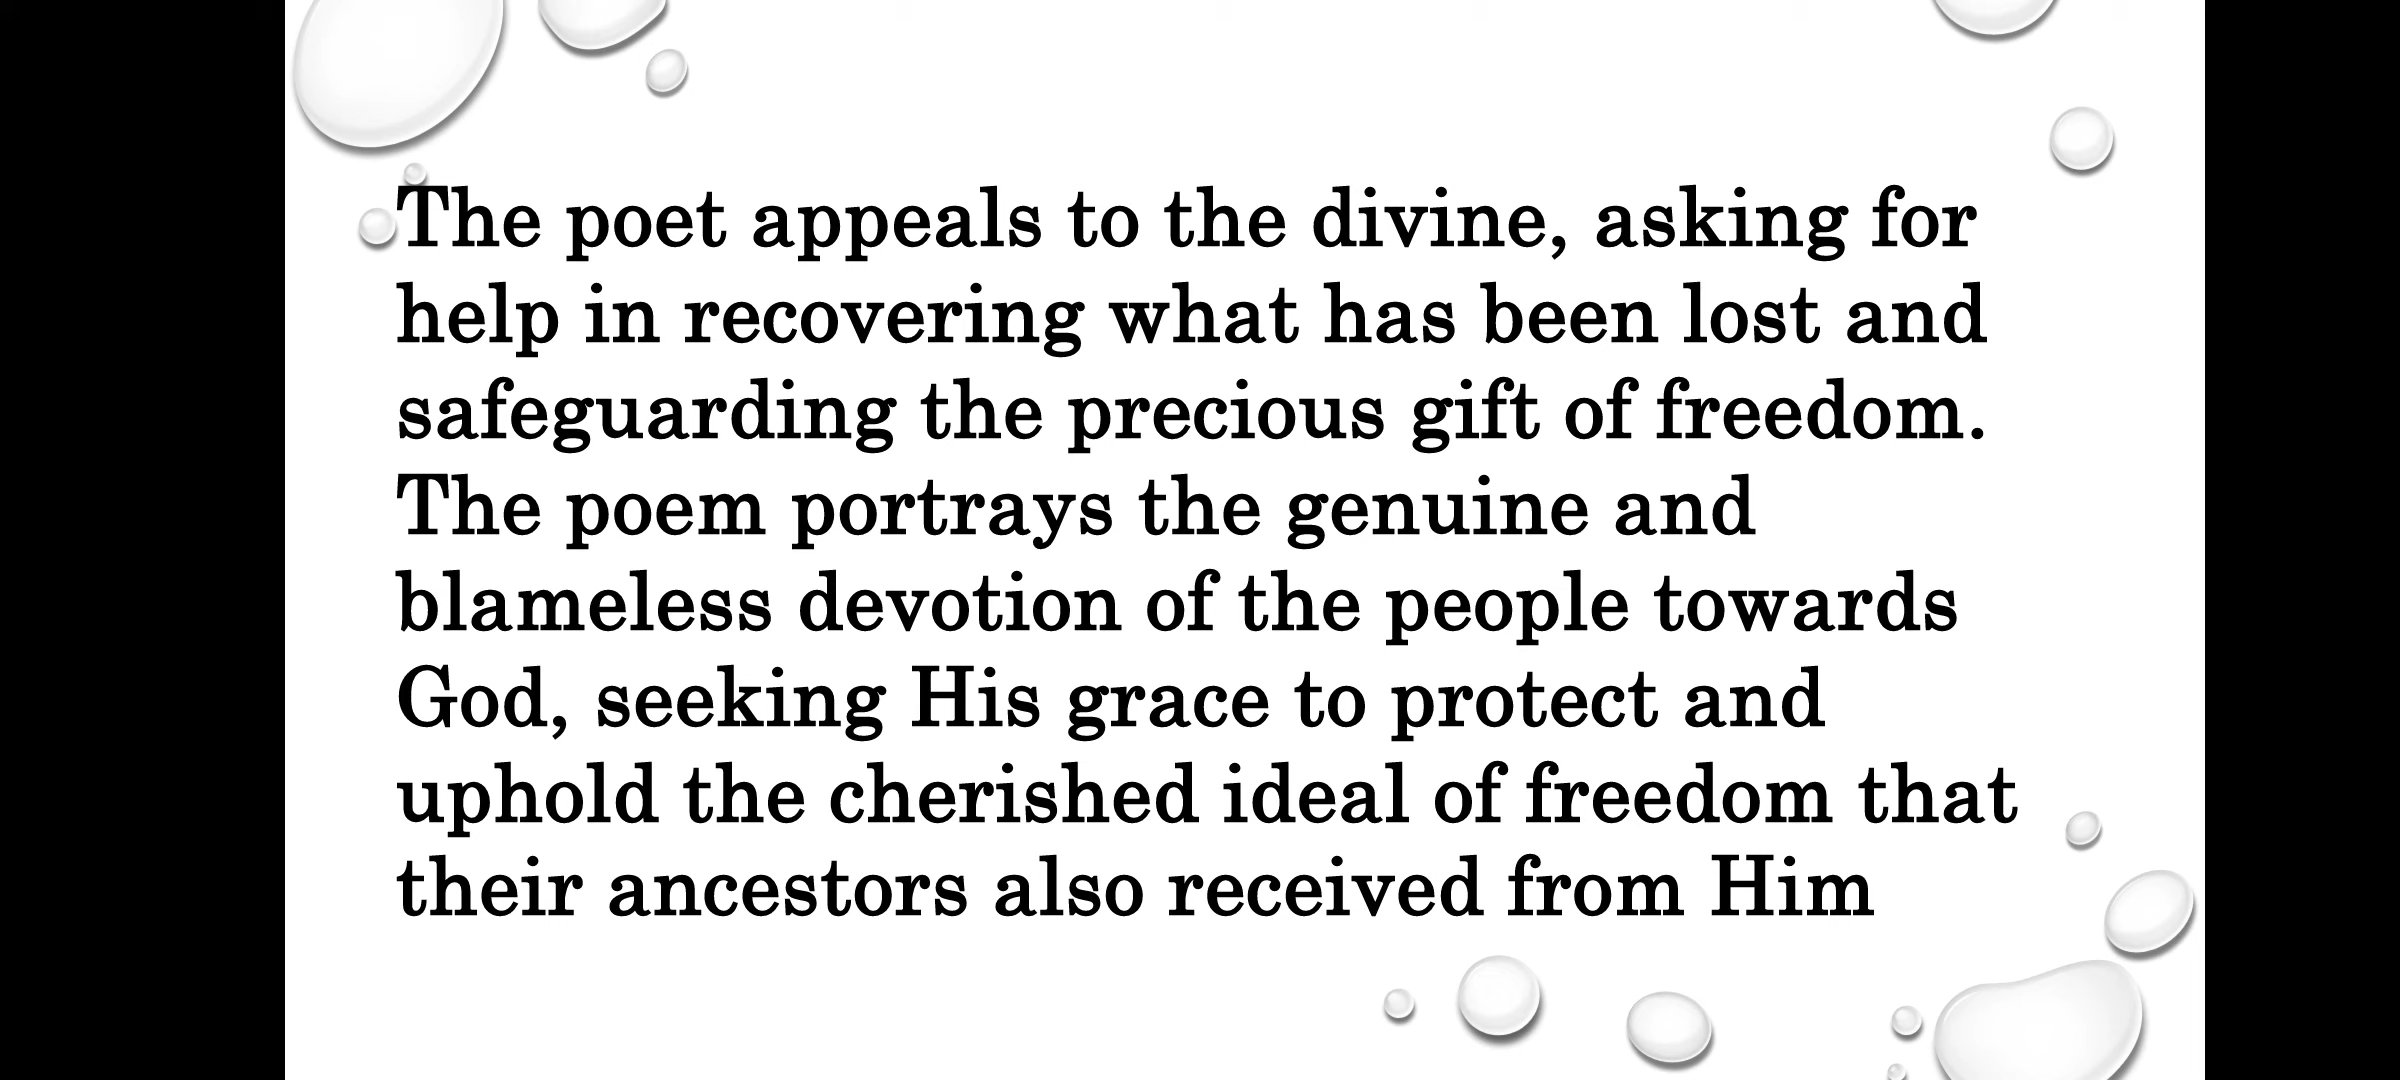 The poet appeals to the divine, asking for
help in recovering what has been lost and
safeguarding the precious gift of freedom.
The poem portrays the genuine and
blameless devotion of the people towards
God, seeking His grace to protect and
uphold the cherished ideal of freedom that
their ancestors also received from Him